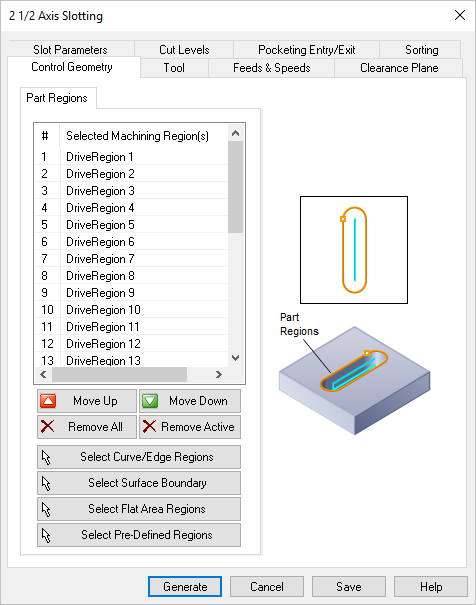 2 1/2 Axis Slotting
Slot Parameters Cut Levels Pocketing Entry/Exit Sorting
Control Geometry Tool Feeds & Speeds Clearance Plane
Part Regions
# Selected Machining Region(s)
1 DriveRegion 1
2 DriveRegion 2
3 DriveRegion 3
4 DriveRegion 4
5 DriveRegion 5
6 DriveRegion 6
7 DriveRegion 7
8 DriveRegion 8
9 DriveRegion 9
10 DriveRegion 10
11 DriveRegion 11
12 DriveRegion 12
13 DriveRegion 13
Move Up Move Down
Remove All Remove Active
Select Curve/Edge Regions
Select Surface Boundary
Select Flat Area Regions
Select Pre-Defined Regions
Part
Regions
Generate Cancel Save Help